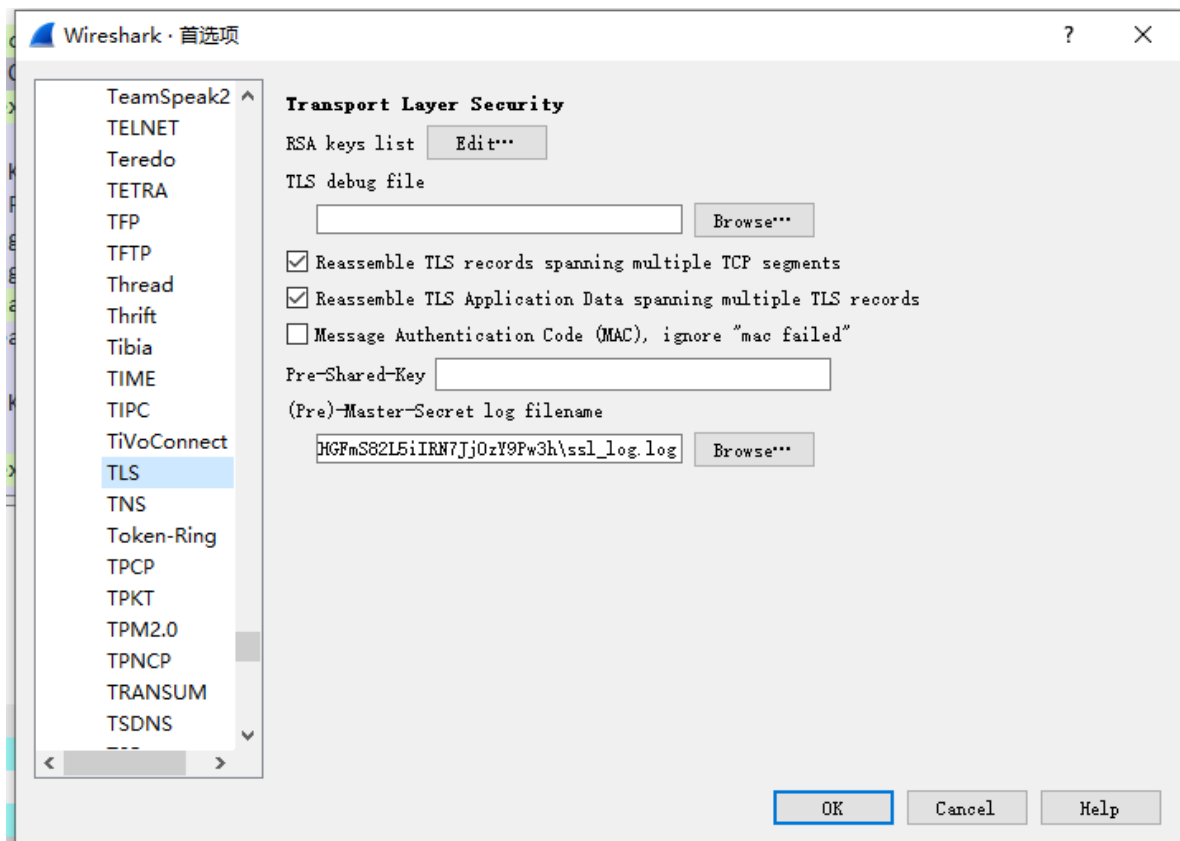 Wireshark · 首选项
?
TeamSpeak2
TELNET
Teredo
TETRA
TFP
TFTP
Thread
Thrift
Tibia
TIME
TIPC
TiVoConnect
TLS
TNS
Token-Ring
TPCP
TPKT
TPM2.0
TPNCP
TRANSUM
TSDNS
Transport Layer Security
RSA keys list Edit…
TLS debug file
Browse…
Reassemble TLS records spanning multiple TCP segments
Reassemble TLS Application Data spanning multiple TLS records
Message Authentication Code (MAC), ignore "mac failed"
Pre-Shared-Key
(Pre)-Master-Secret log filename
HGFmS82L5iIRN7JjOzY9Pw3h\ssl_log.log Browse…
OK Cancel Help